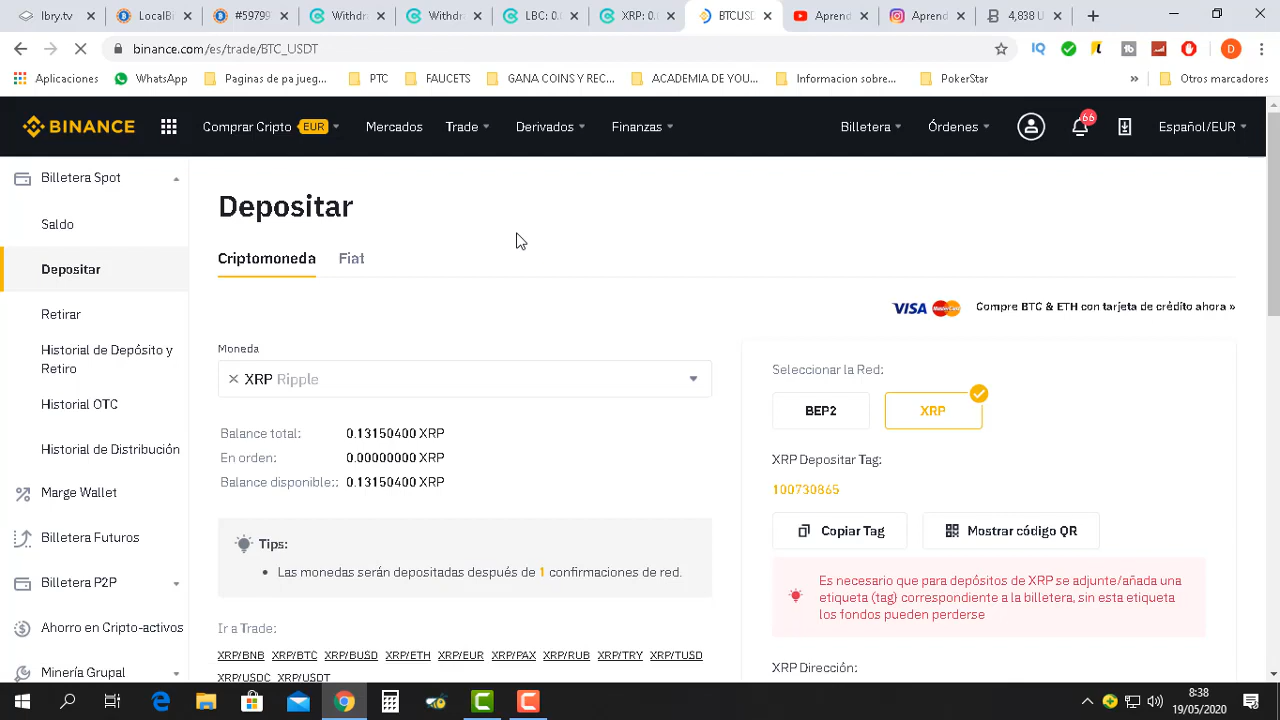 lbry.tv
LocalBi
#59799
Withdr
Withdr
LBC: 0.0
XRP: 0.1
BTCUSD
Aprend
Aprend
4,838 0
binance.com/es/trade/BTC_USDT
Aplicaciones
WhatsApp
Paginas de pa jueg...
PTC
FAUCETS
GANA COINS Y REC...
ACADEMIA DE YOU...
Informacion sobre...
PokerStar
»
Otros marcadores
BINANCE
Comprar Cripto EUR
Mercados
Trade
Derivados
Finanzas
Billetera
Órdenes
66
Español/EUR
Billetera Spot
Saldo
Depositar
Retirar
Historial de Depósito y
Retiro
Historial OTC
Historial de Distribución
Marge Wallet
Billetera Futuros
Billetera P2P
Ahorro en Cripto-activos
Minería Grupal
Depositar
Criptomoneda
Fiat
VISA MasterCard Compre BTC & ETH con tarjeta de crédito ahora »
Moneda
XRP Ripple
Balance total: 0.13150400 XRP
En orden: 0.00000000 XRP
Balance disponible:: 0.13150400 XRP
Tips:
• Las monedas serán depositadas después de 1 confirmaciones de red.
Ir a Trade:
XRP/BNB XRP/BTC XRP/BUSD XRP/ETH XRP/EUR XRP/PAX XRP/RUB XRP/TRY XRP/TUSD
XRP/USDC XRP/USDT
Seleccionar la Red:
BEP2
XRP
XRP Depositar Tag:
100730865
Copiar Tag
Mostrar código QR
Es necesario que para depósitos de XRP se adjunte/añada una
etiqueta (tag) correspondiente a la billetera, sin esta etiqueta
los fondos pueden perderse
XRP Dirección:
8:38
19/05/2020